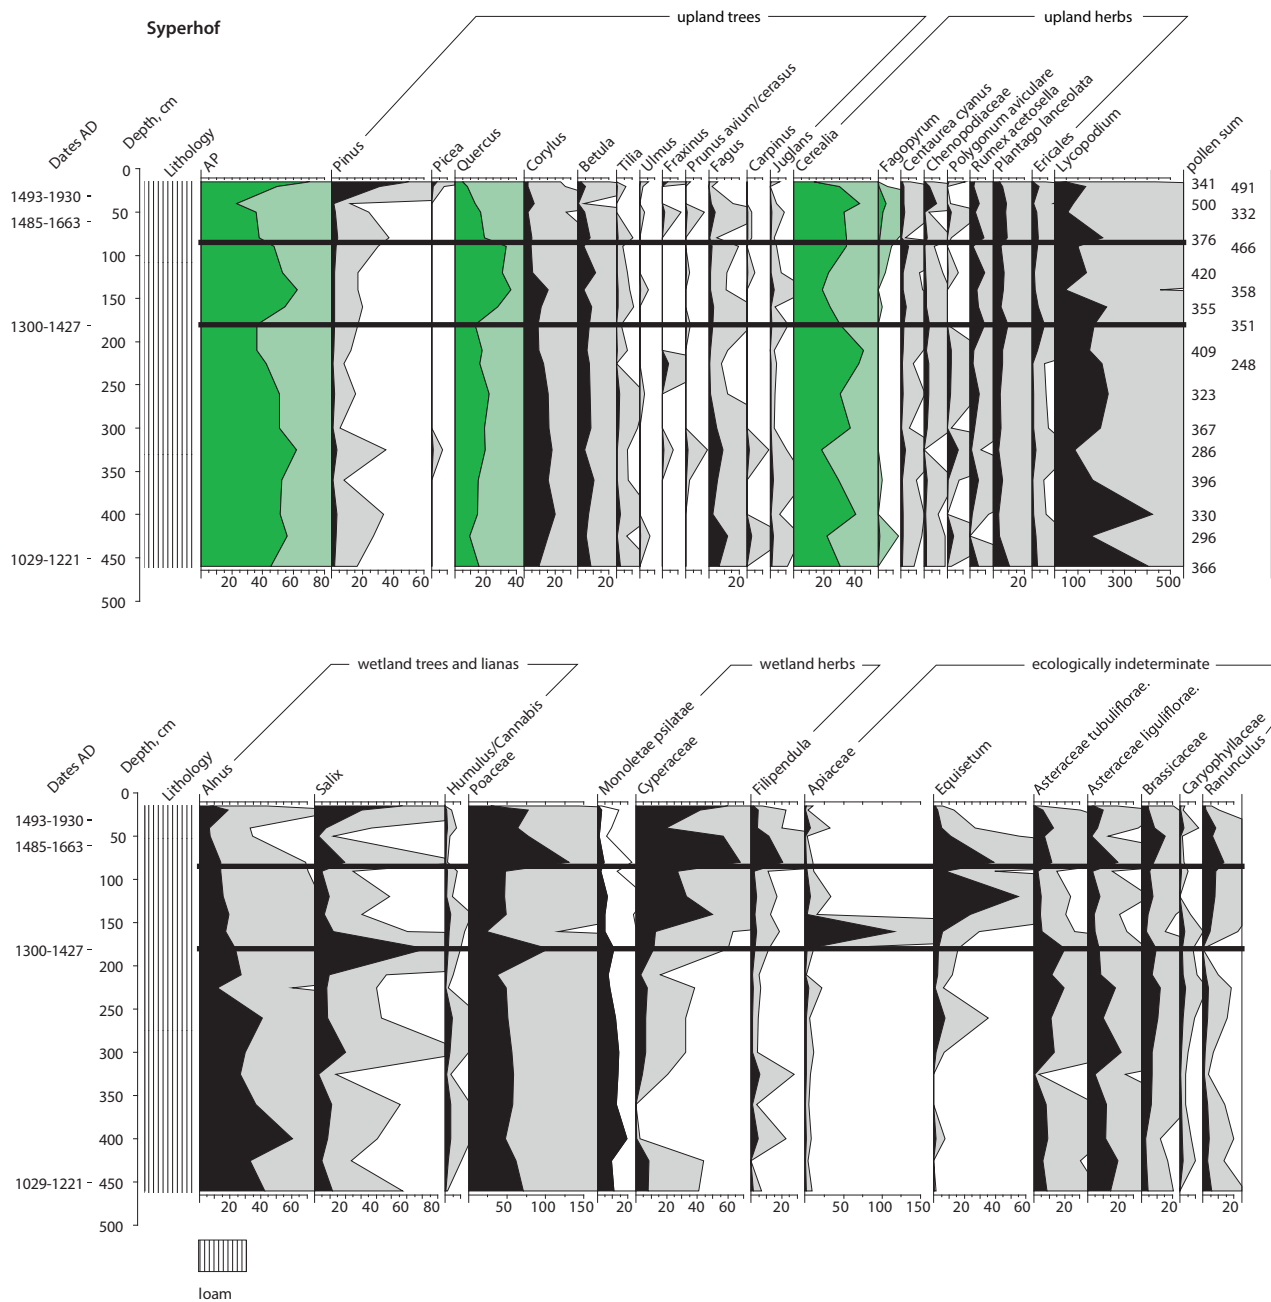 Syperhof
upland trees
upland herbs
Dates AD
Depth, cm
Lithology
AP
Pinus
Picea
Quercus
Corylus
Betula
Tilia
Ulmus
Fraxinus
Prunus avium/cerasus
Fagus
Carpinus
Juglans
Cerealia
Fagopyrum
Centaurea cyanus
Chenopodiaceae
Polygonum aviculare
Rumex acetosella
Plantago lanceolata
Ericales
Lycopodium
pollen sum
0
50
100
150
200
250
300
350
400
450
500
1493-1930
1485-1663
1300-1427
1029-1221
341 491
500
332
376
466
420
358
355
351
409
248
323
367
286
396
330
296
366
20 40 60 80 20 40 60 20 40 20 20 20 20 40 20 100 300 500
wetland trees and lianas
wetland herbs
ecologically indeterminate
Dates AD
Depth, cm
Lithology
Alnus
Salix
Humulus/Cannabis
Poaceae
Monoletae psilatae
Cyperaceae
Filipendula
Apiaceae
Equisetum
Asteraceae tubuliflorae.
Asteraceae liguliflorae.
Brassicaceae
Caryophyllaceae
Ranunculus
0
50
100
150
200
250
300
350
400
450
500
1493-1930
1485-1663
1300-1427
1029-1221
20 40 60 20 40 60 80 50 100 150 20 20 40 60 20 50 100 150 20 40 60 20 20 20 20
loam